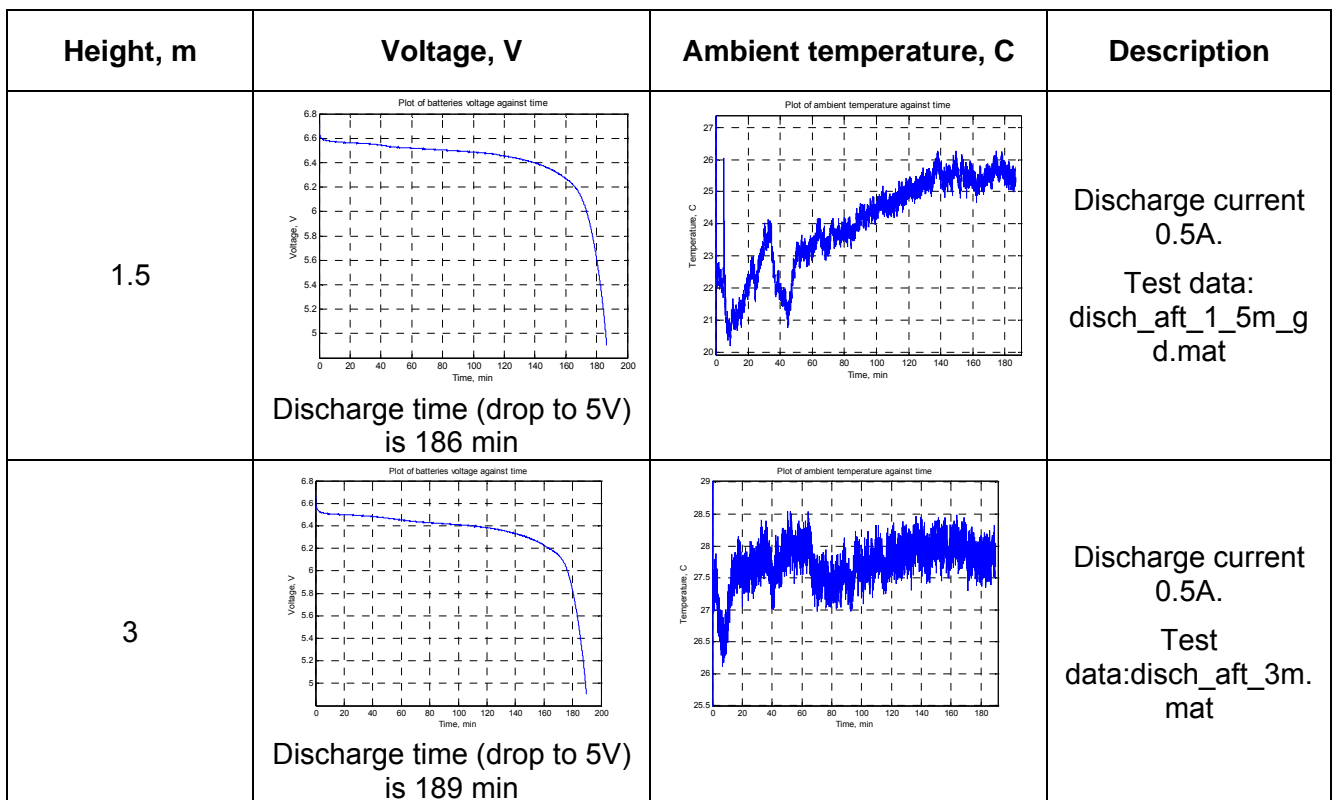 Height, m
Voltage, V
Ambient temperature, C
Description
1.5
Plot of batteries voltage against time
6.8
6.6
6.4
6.2
6
5.8
5.6
5.4
5.2
5
Voltage, V
0 20 40 60 80 100 120 140 160 180 200
Time, min
Discharge time (drop to 5V)
is 186 min
Plot of ambient temperature against time
27
26
25
24
23
22
21
20
Temperature, C
0 20 40 60 80 100 120 140 160 180
Time, min
Discharge current
0.5A.
Test data:
disch_aft_1_5m_g
d.mat
3
Plot of batteries voltage against time
6.8
6.6
6.4
6.2
6
5.8
5.6
5.4
5.2
5
Voltage, V
0 20 40 60 80 100 120 140 160 180 200
Time, min
Discharge time (drop to 5V)
is 189 min
Plot of ambient temperature against time
29
28.5
28
27.5
27
26.5
26
25.5
Temperature, C
0 20 40 60 80 100 120 140 160 180
Time, min
Discharge current
0.5A.
Test
data:disch_aft_3m.
mat